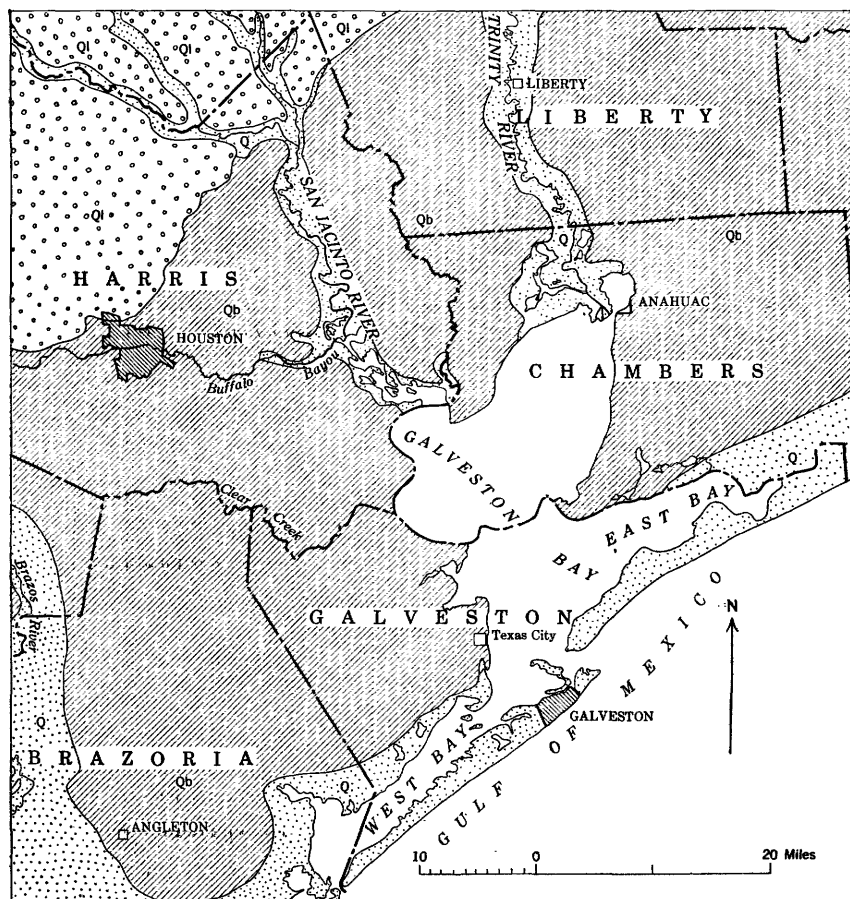 Ql
Ql
Ql
TRINITY
RIVER
LIBERTY
LIBERTY
Q
SAN JACINTO RIVER
Ql
Qb
Q
Qb
HARRIS
Qb
HOUSTON
ANAHUAC
Buffalo
Bayou
CHAMBERS
GALVESTON
BAY
Clear
Creek
EAST BAY
Q
Brazos
River
GALVESTON
Texas City
N
GULF OF MEXICO
GALVESTON
Q
BRAZORIA
Qb
Q
WEST BAY
ANGLETON
10 0 20 Miles